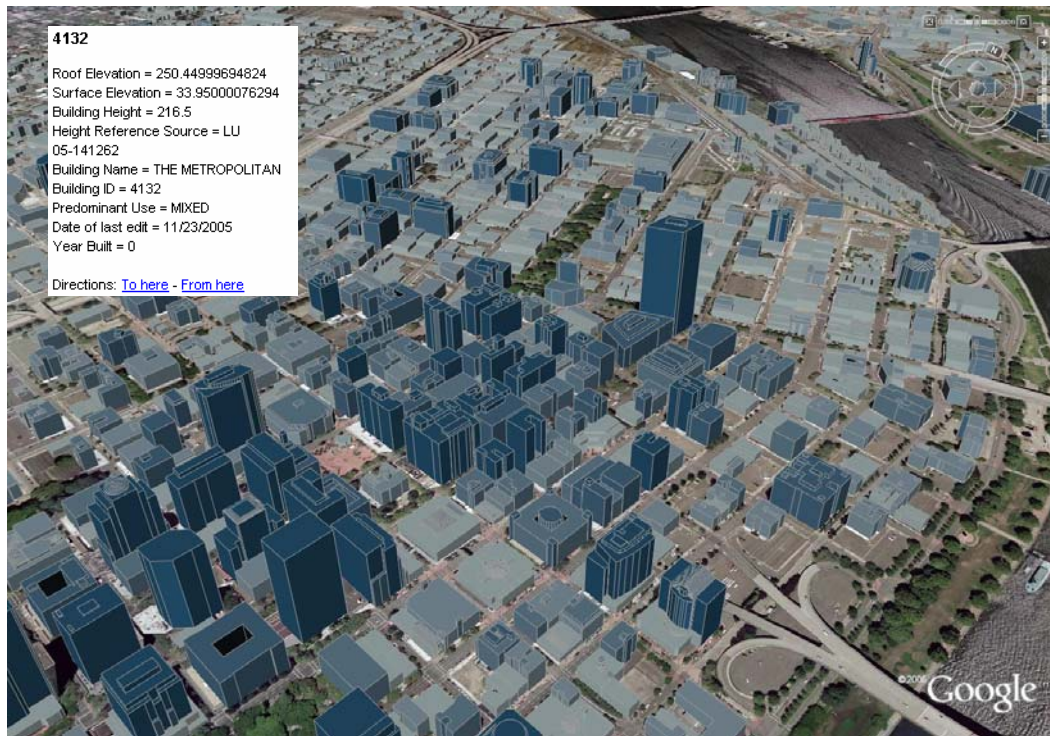 4132
Roof Elevation = 250.44999694824
Surface Elevation = 33.95000076294
Building Height = 216.5
Height Reference Source = LU
05-141262
Building Name = THE METROPOLITAN
Building ID = 4132
Predominant Use = MIXED
Date of last edit = 11/23/2005
Year Built = 0
Directions: To here - From here
N
©2006 Google